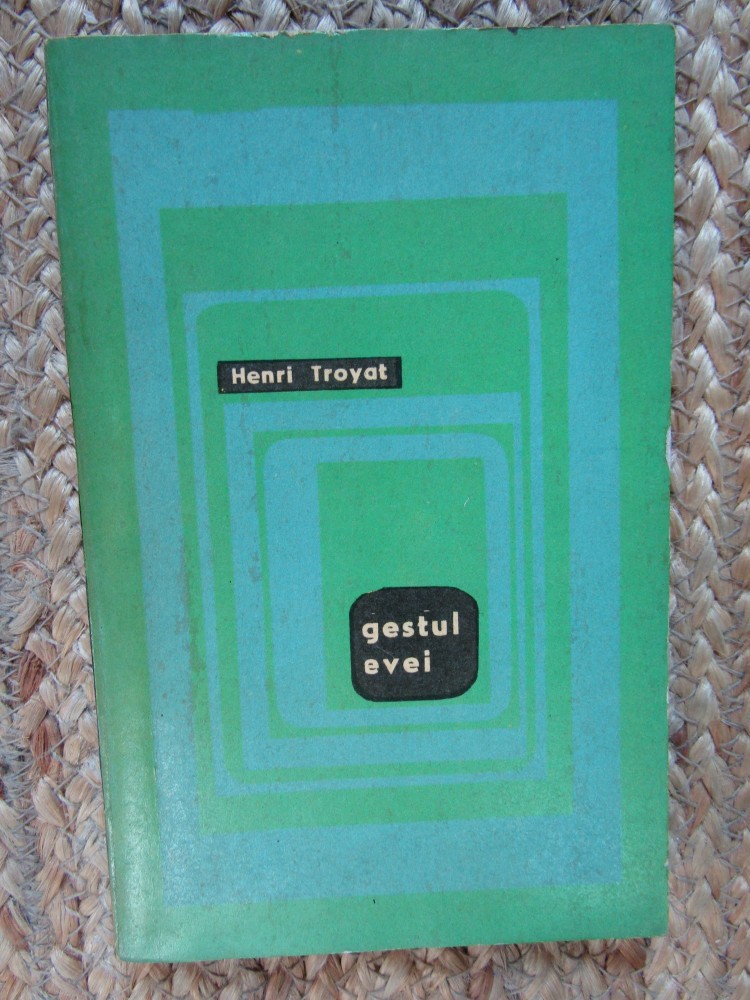 Henri Troyat
gestul
evei